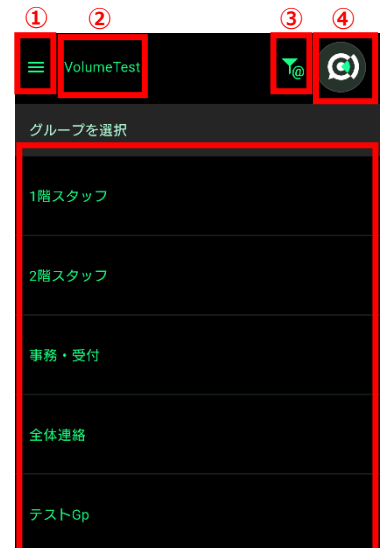 ① ② ③ ④
VolumeTest @
グループを選択
1階スタッフ
2階スタッフ
事務・受付
全体連絡
テストGp